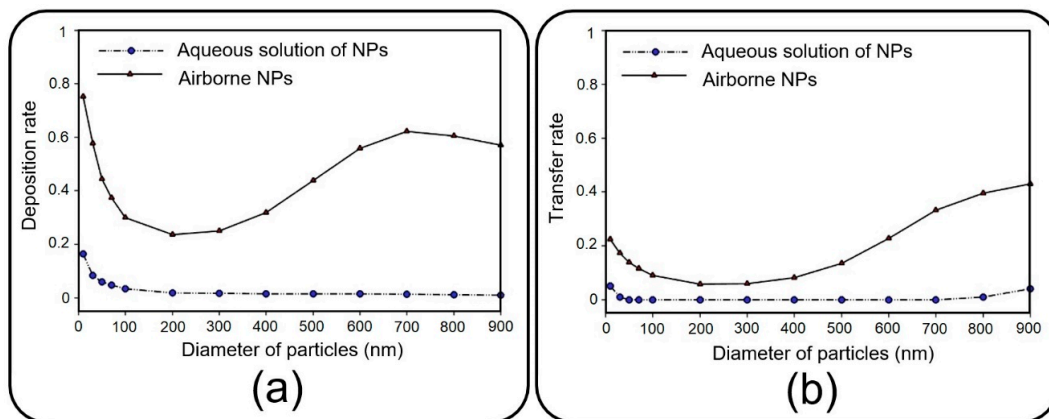 1
0.8
0.6
0.4
0.2
0
Deposition rate
Aqueous solution of NPs
Airborne NPs
0 100 200 300 400 500 600 700 800 900
Diameter of particles (nm)
(a)
1
0.8
0.6
0.4
0.2
0
Transfer rate
Aqueous solution of NPs
Airborne NPs
0 100 200 300 400 500 600 700 800 900
Diameter of particles (nm)
(b)